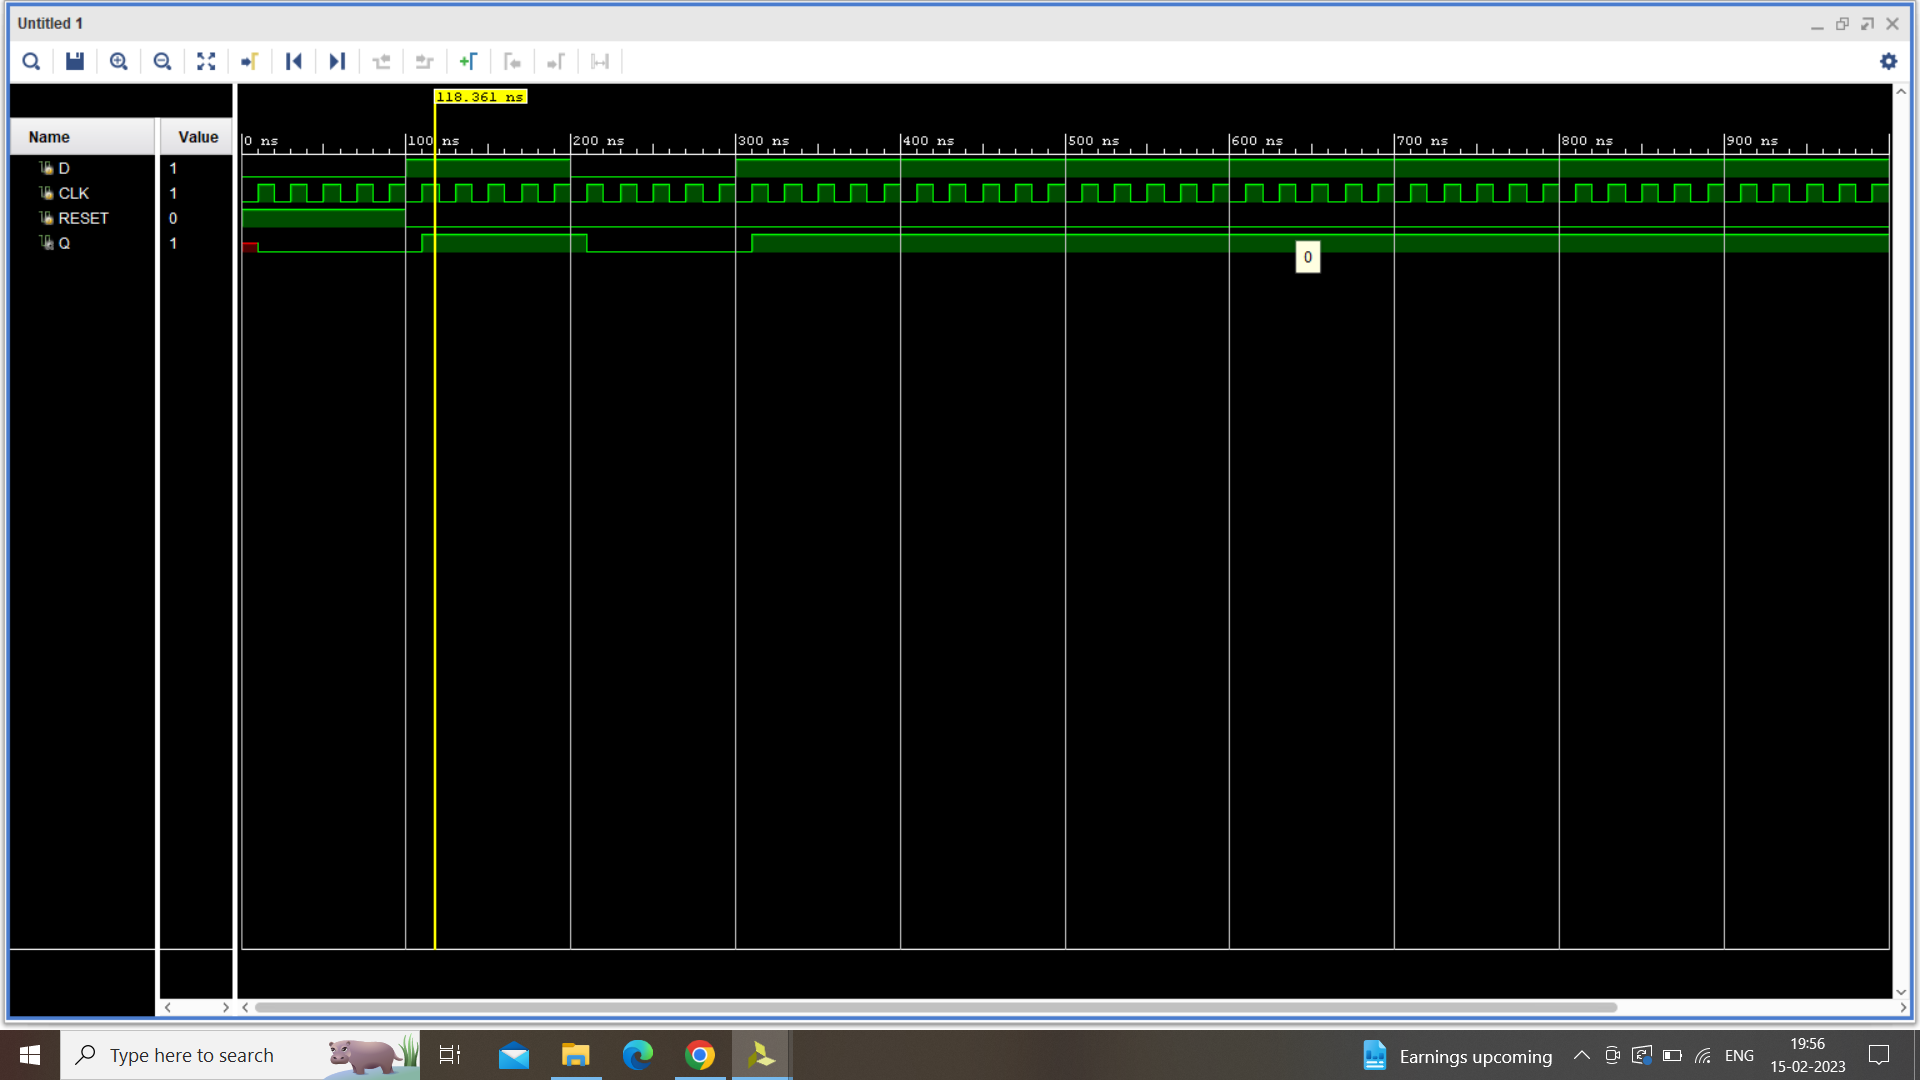 Untitled 1
118.361 ns
Name Value
0 ns 100 ns 200 ns 300 ns 400 ns 500 ns 600 ns 700 ns 800 ns 900 ns
D 1
CLK 1
RESET 0
Q 1
0
Type here to search
Earnings upcoming
ENG
19:56
15-02-2023